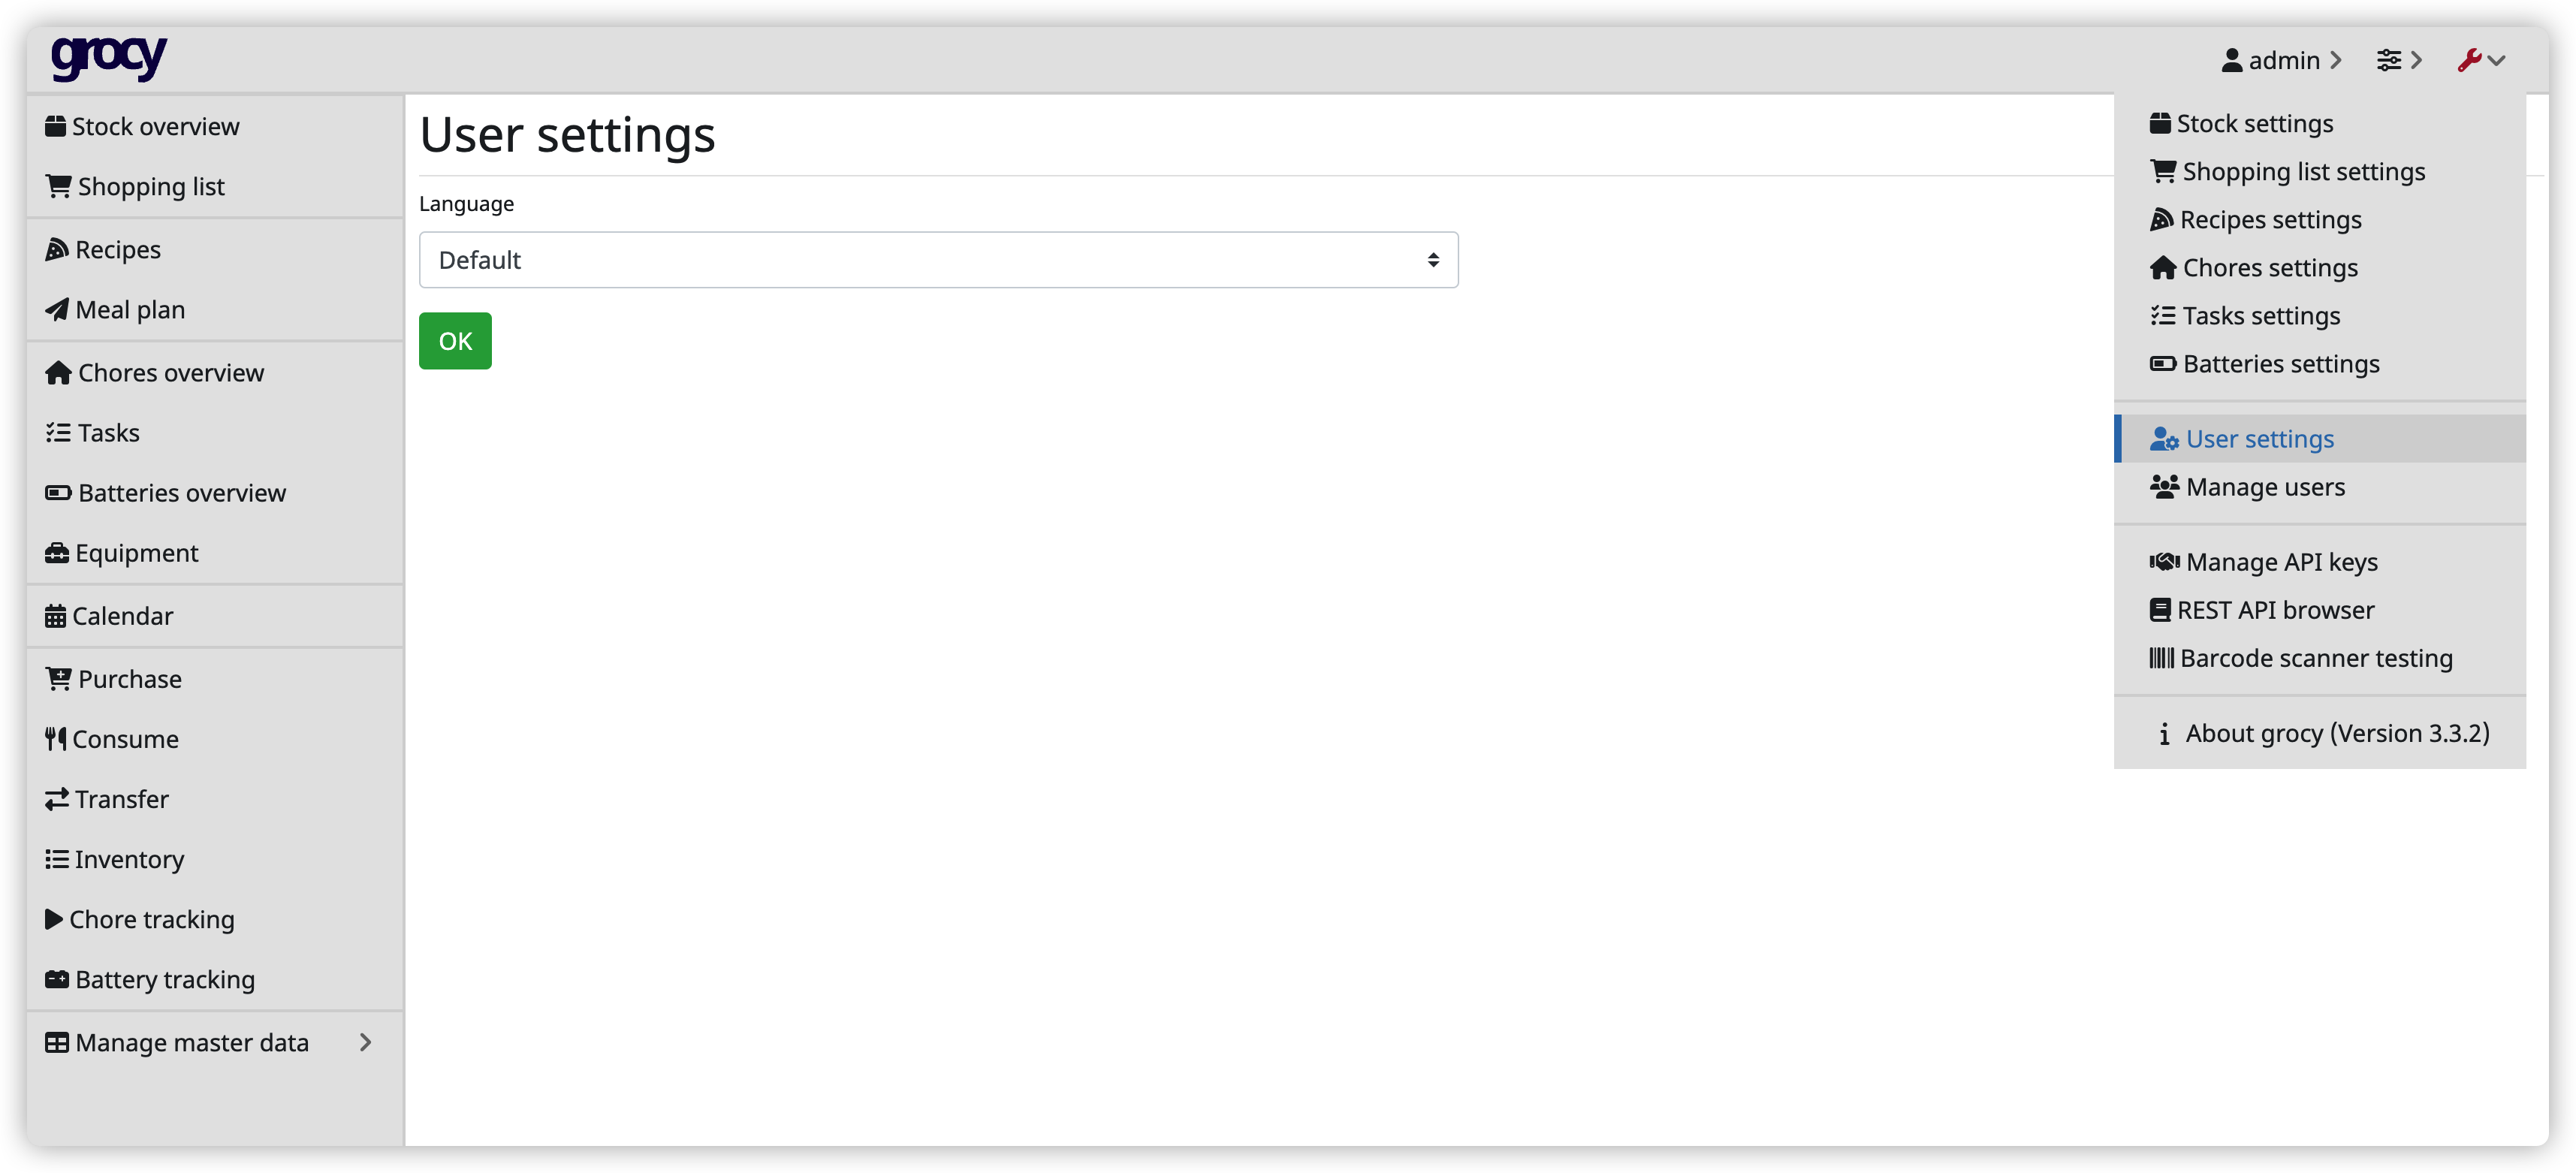 grocy
admin
Stock overview
Shopping list
Recipes
Meal plan
Chores overview
Tasks
Batteries overview
Equipment
Calendar
Purchase
Consume
Transfer
Inventory
Chore tracking
Battery tracking
Manage master data
User settings
Language
Default
OK
Stock settings
Shopping list settings
Recipes settings
Chores settings
Tasks settings
Batteries settings
User settings
Manage users
Manage API keys
REST API browser
Barcode scanner testing
About grocy (Version 3.3.2)